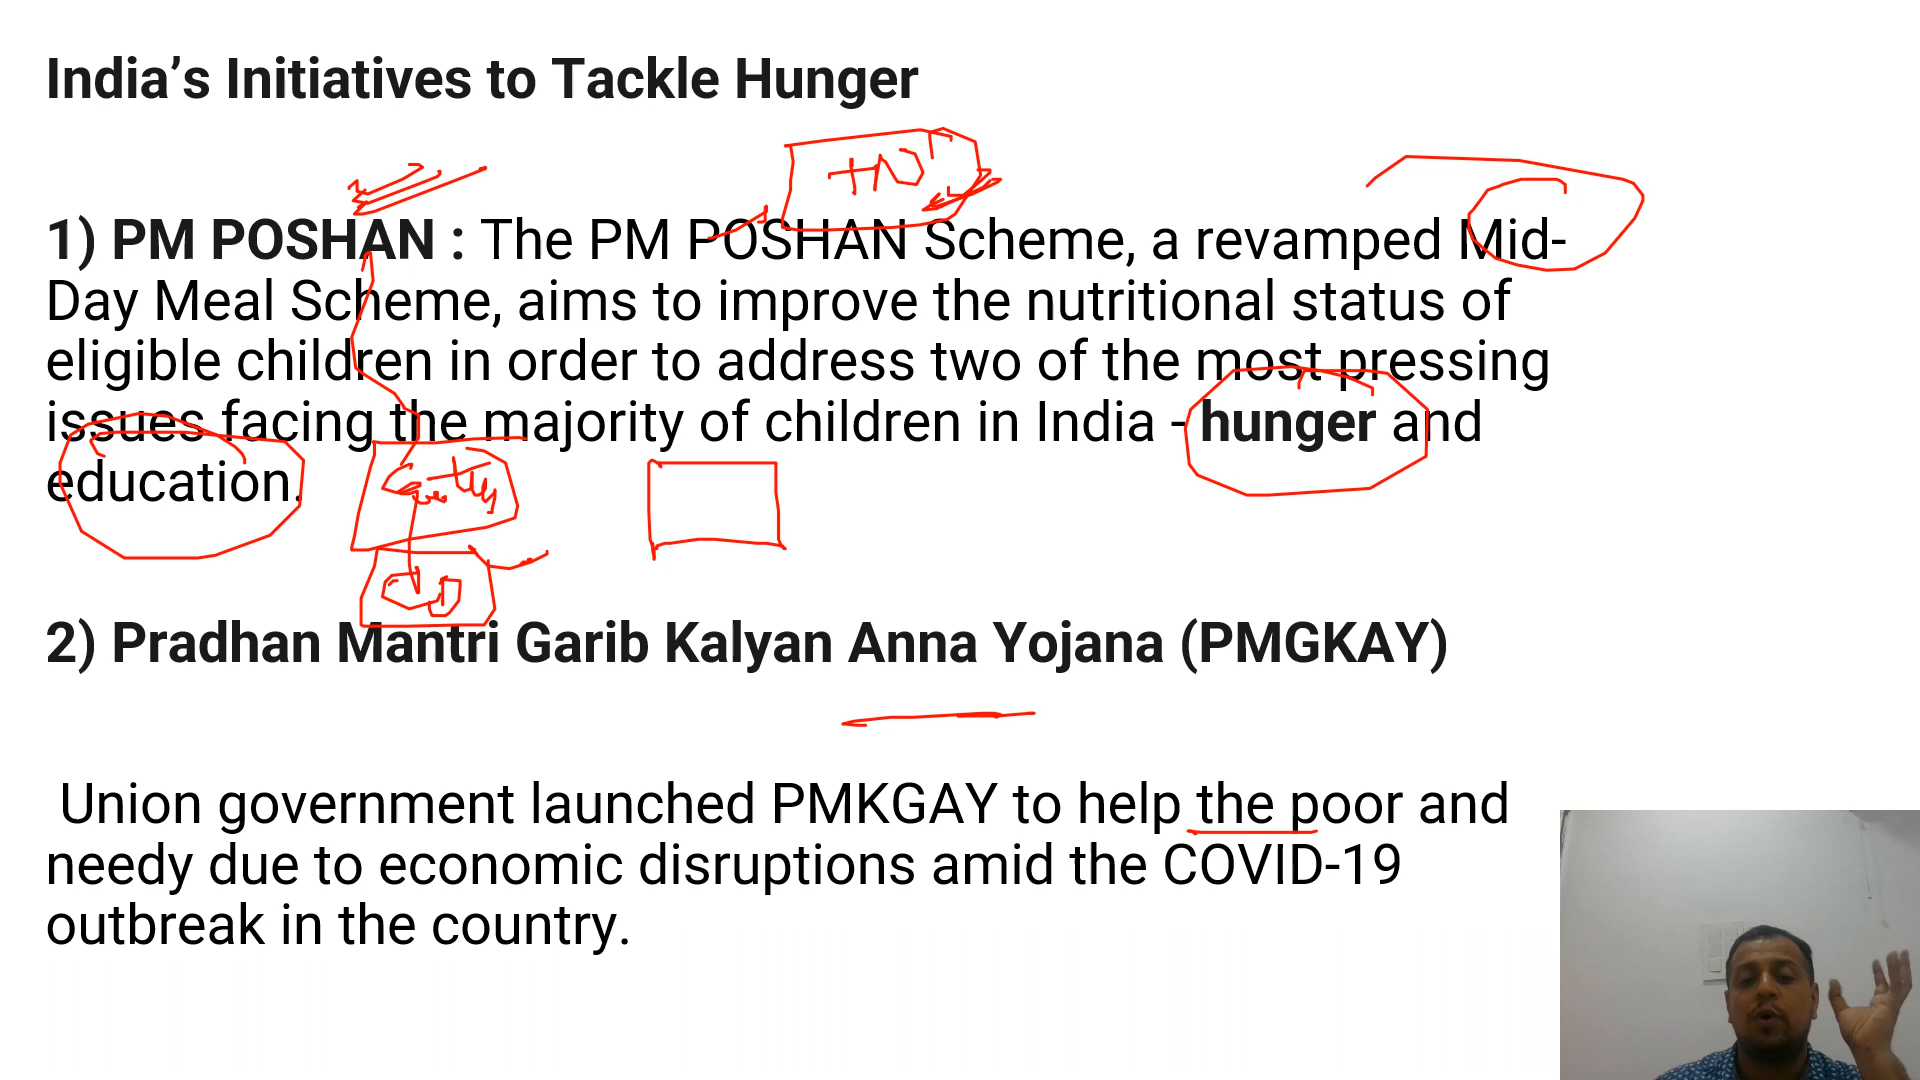 India’s Initiatives to Tackle Hunger
1) PM POSHAN : The PM POSHAN Scheme, a revamped Mid-
Day Meal Scheme, aims to improve the nutritional status of
eligible children in order to address two of the most pressing
issues facing the majority of children in India - hunger and
education.
2) Pradhan Mantri Garib Kalyan Anna Yojana (PMGKAY)
Union government launched PMKGAY to help the poor and
needy due to economic disruptions amid the COVID-19
outbreak in the country.